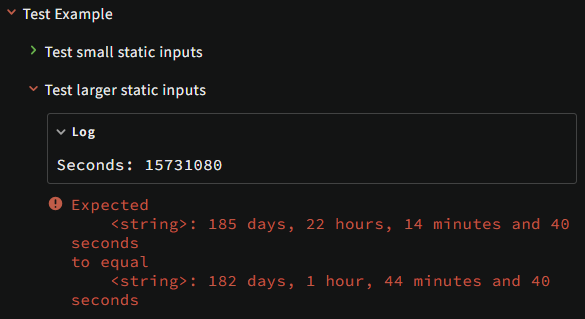 Test Example
Test small static inputs
Test larger static inputs
Log
Seconds: 15731080
Expected
<string>: 185 days, 22 hours, 14 minutes and 40
seconds
to equal
<string>: 182 days, 1 hour, 44 minutes and 40
seconds